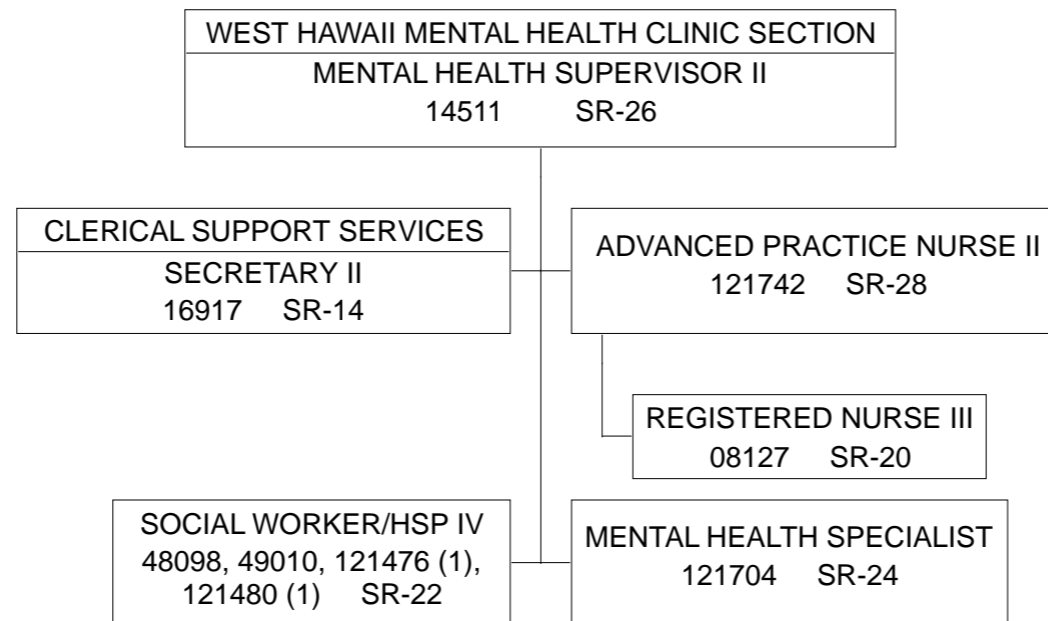 WEST HAWAII MENTAL HEALTH CLINIC SECTION
MENTAL HEALTH SUPERVISOR II
14511 SR-26
CLERICAL SUPPORT SERVICES
SECRETARY II
16917 SR-14
ADVANCED PRACTICE NURSE II
121742 SR-28
REGISTERED NURSE III
08127 SR-20
SOCIAL WORKER/HSP IV
48098, 49010, 121476 (1),
121480 (1) SR-22
MENTAL HEALTH SPECIALIST
121704 SR-24